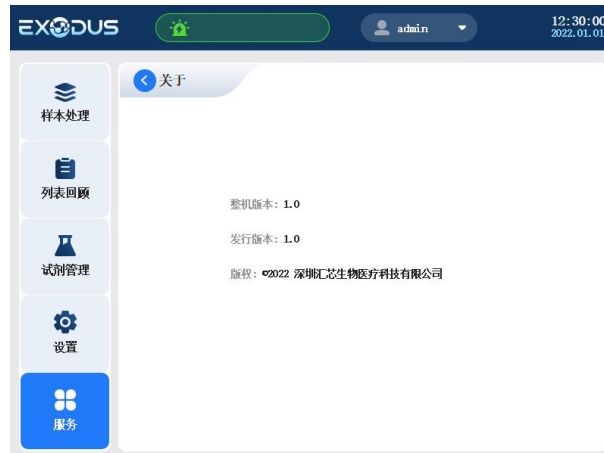 EXODUS
admin
12:30:00
2022.01.01
关于
样本处理
列表回顾
试剂管理
设置
服务
整机版本: 1.0
发行版本: 1.0
版权: ©2022 深圳汇芯生物医疗科技有限公司